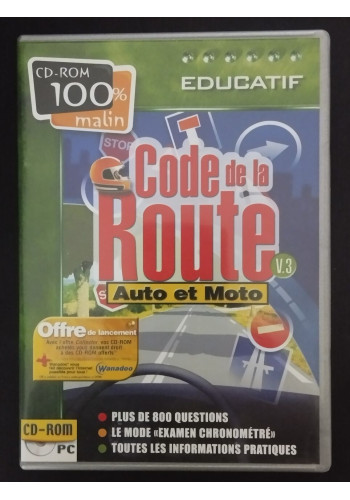 CD-ROM
100%
malin
EDUCATIF
STOP
Code de la
Route
V.3
Auto et Moto
Offre de lancement
Wanadoo
PLUS DE 800 QUESTIONS
LE MODE «EXAMEN CHRONOMÉTRÉ»
TOUTES LES INFORMATIONS PRATIQUES
CD-ROM
PC